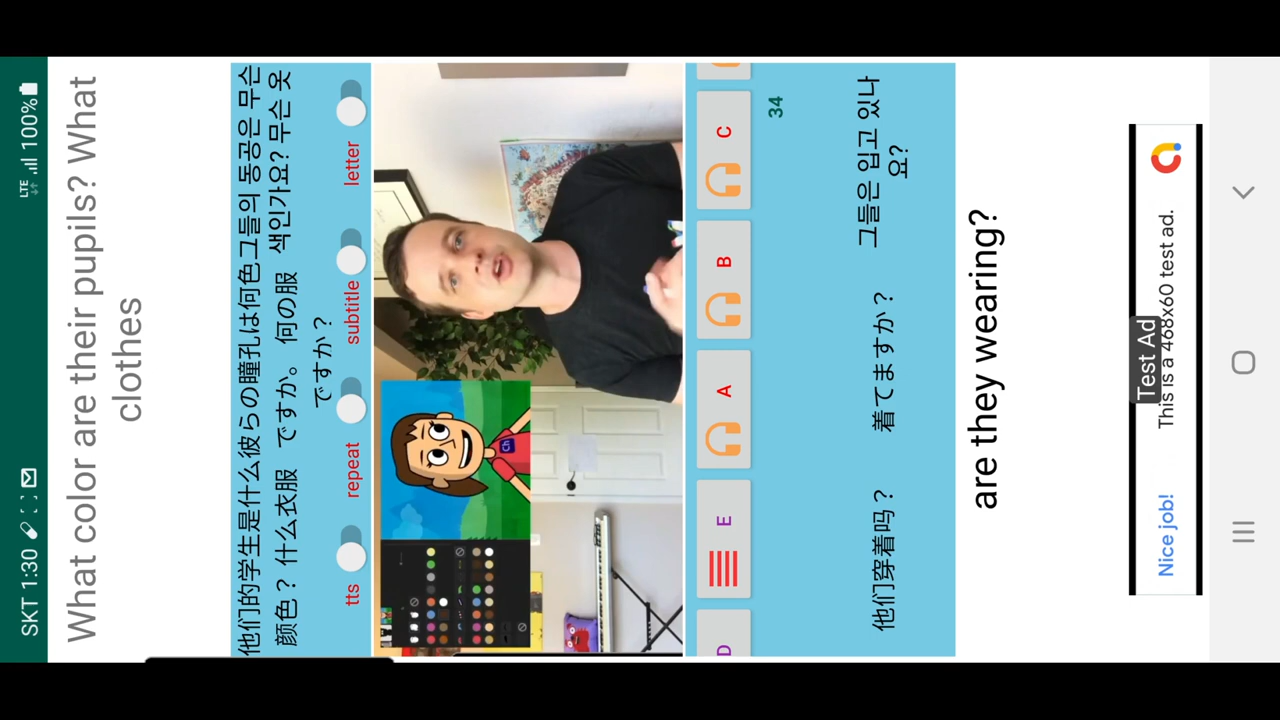 SKT 1:30 LTE 100%
What color are their pupils? What
clothes
他们的学生是什么
颜色？什么衣服
彼らの瞳孔は何色
ですか。 何の服
ですか？
그들의 동공은 무슨
색인가요? 무슨 옷
tts repeat subtitle letter
Ch
D E A B C
34
他们穿着吗？
着てますか？
그들은 입고 있나
요?
are they wearing?
Test Ad
Nice job! This is a 468x60 test ad.